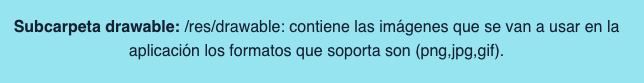 Subcarpeta drawable: /res/drawable: contiene las imágenes que se van a usar en la
aplicación los formatos que soporta son (png,jpg,gif).